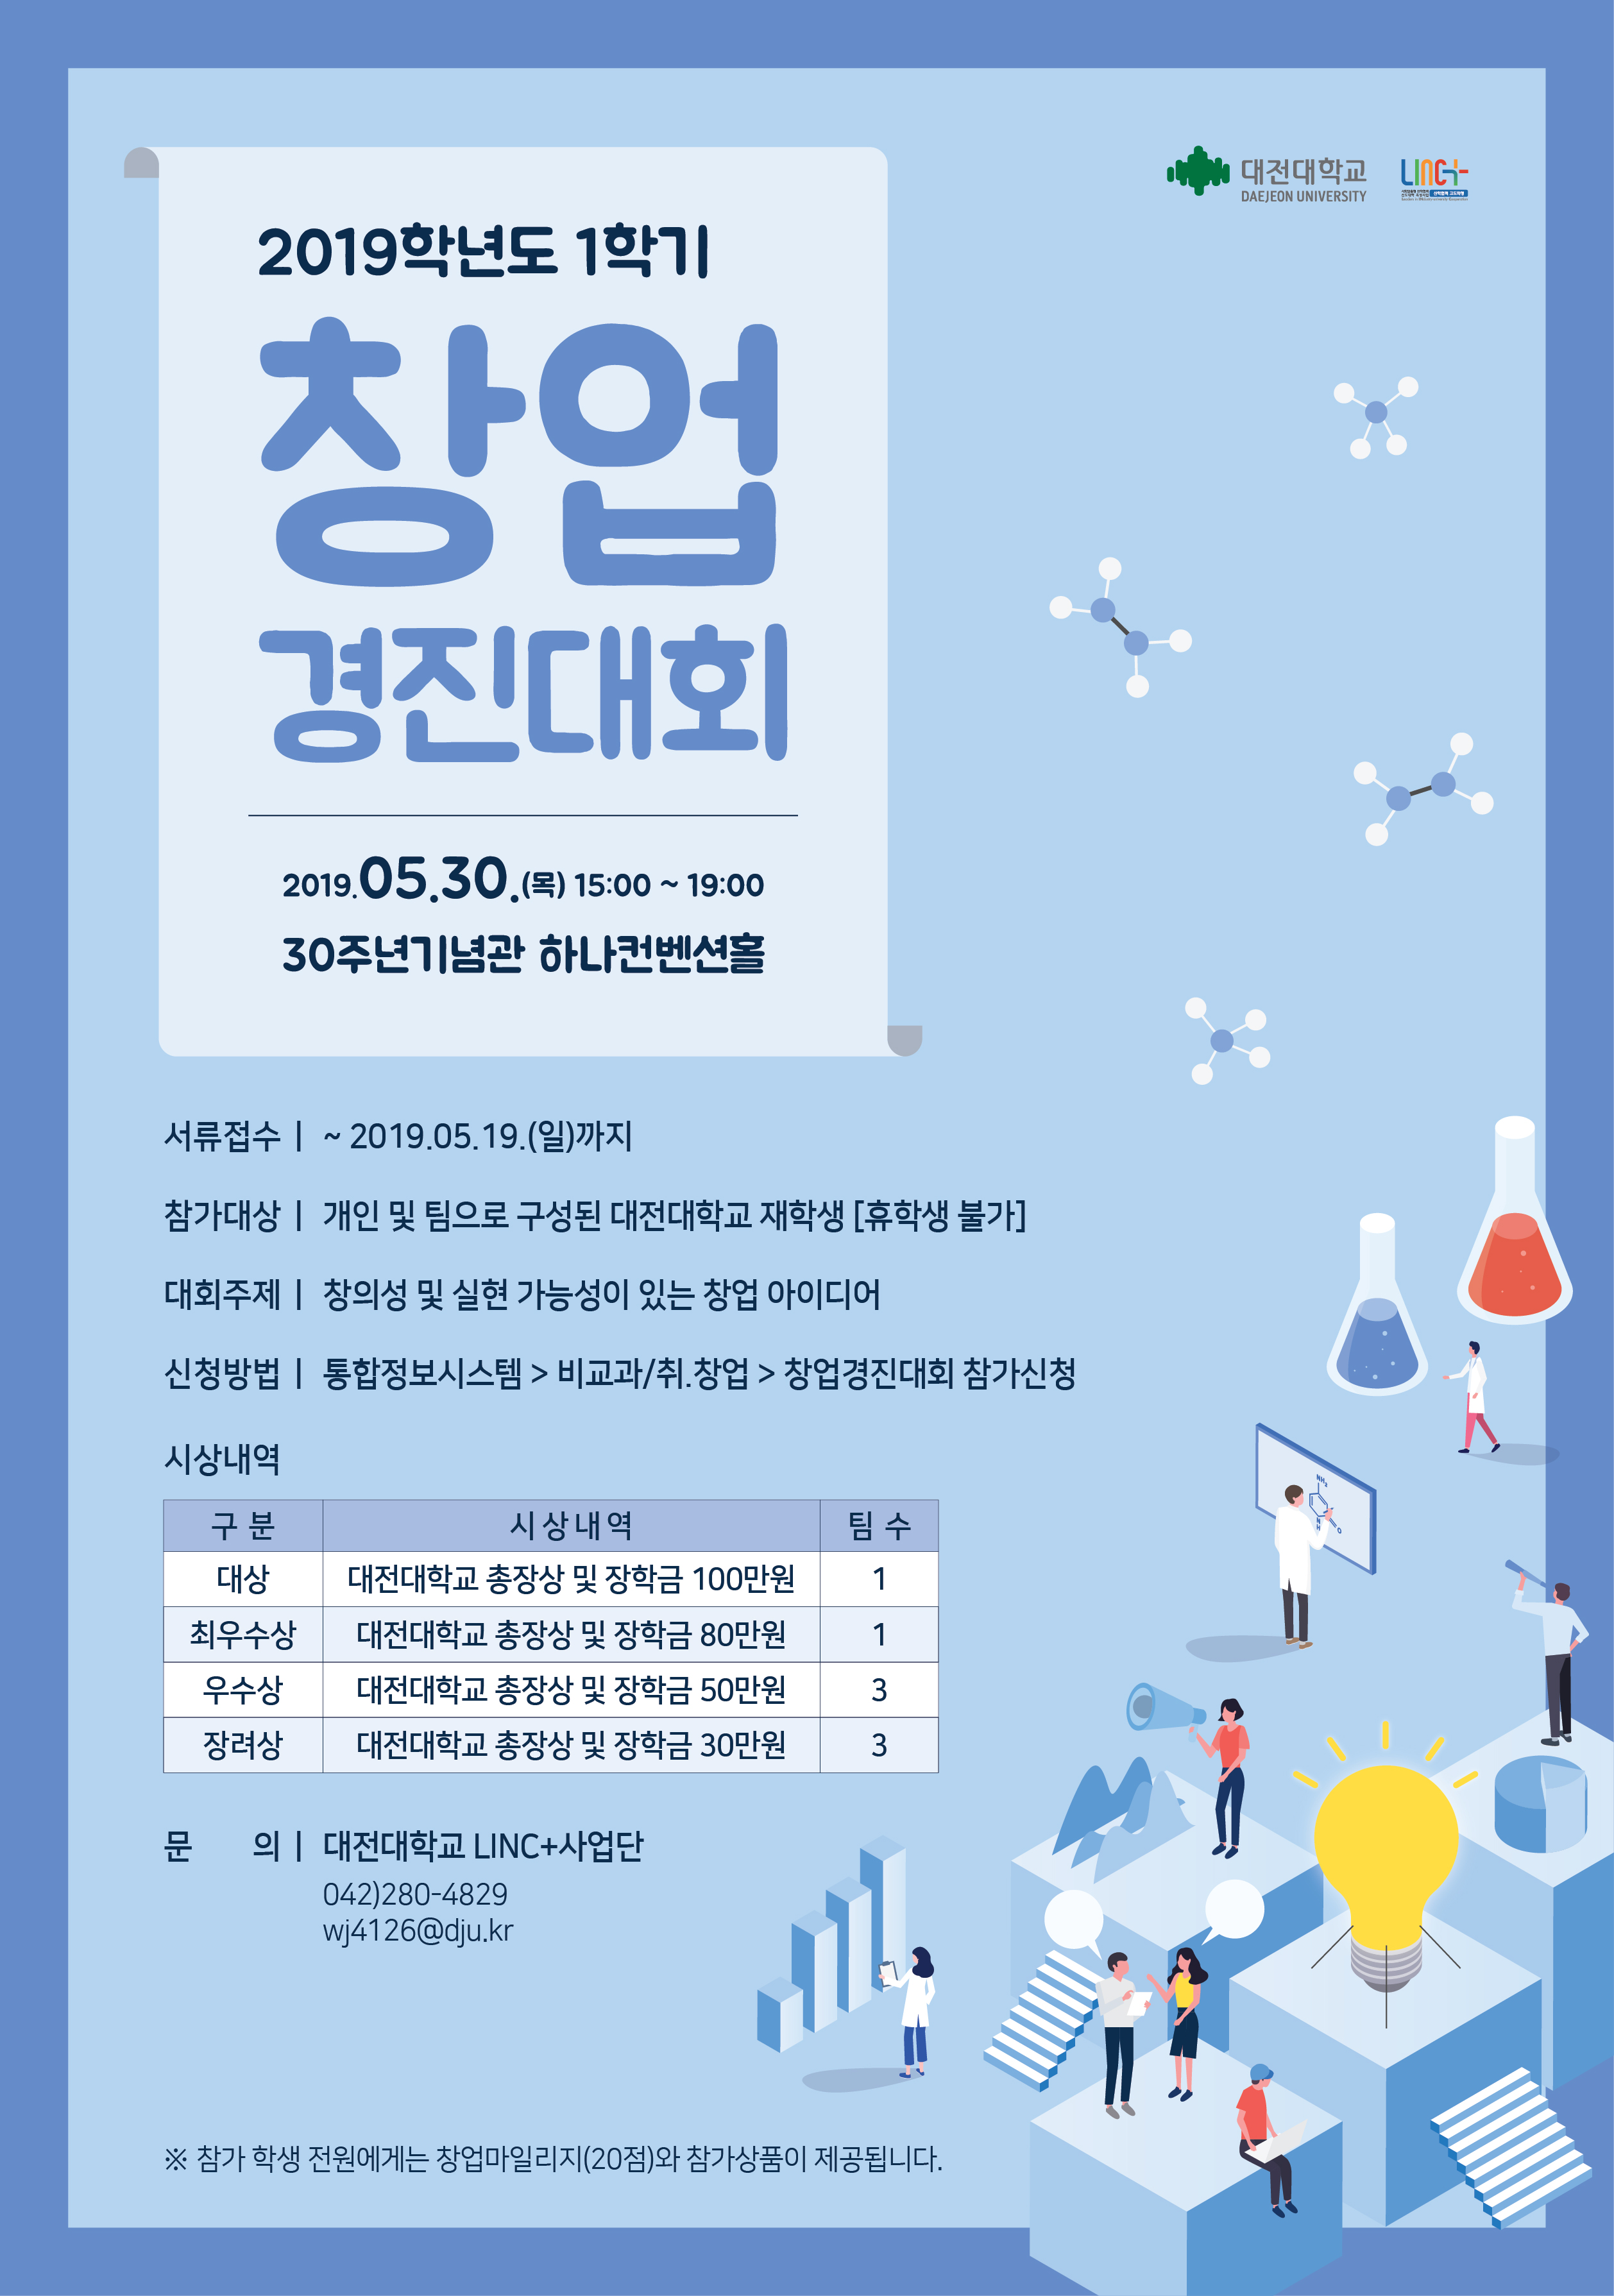 대전대학교
DAEJEON UNIVERSITY
LINC+
2019학년도 1학기
창업
경진대회
2019.05.30.(목) 15:00 ~ 19:00
30주년기념관 하나컨벤션홀
서류접수 | ~ 2019.05.19.(일)까지
참가대상 | 개인 및 팀으로 구성된 대전대학교 재학생 [휴학생 불가]
대회주제 | 창의성 및 실현 가능성이 있는 창업 아이디어
신청방법 | 통합정보시스템 > 비교과/취.창업 > 창업경진대회 참가신청
시상내역
구 분 시상내역 팀 수
대상 대전대학교 총장상 및 장학금 100만원 1
최우수상 대전대학교 총장상 및 장학금 80만원 1
우수상 대전대학교 총장상 및 장학금 50만원 3
장려상 대전대학교 총장상 및 장학금 30만원 3
문 의 | 대전대학교 LINC+사업단
042)280-4829
wj4126@dju.kr
※ 참가 학생 전원에게는 창업마일리지(20점)와 참가상품이 제공됩니다.